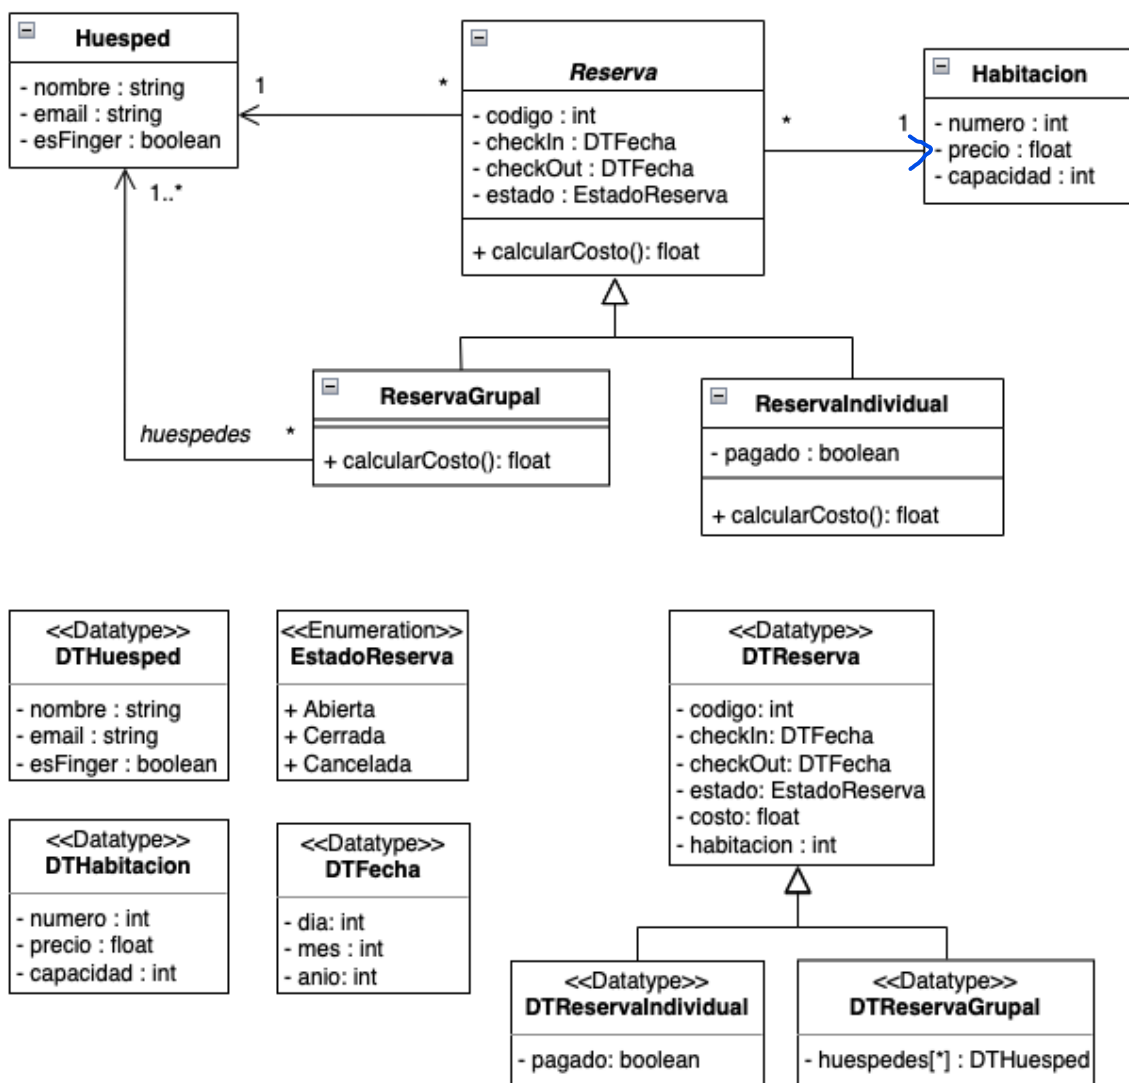 Huesped
- nombre : string
- email : string
- esFinger : boolean
1
*
Reserva
- codigo : int
- checkIn : DTFecha
- checkOut : DTFecha
- estado : EstadoReserva
+ calcularCosto(): float
*
1
Habitacion
- numero : int
- precio : float
- capacidad : int
1..*
huespedes
*
ReservaGrupal
+ calcularCosto(): float
ReservaIndividual
- pagado : boolean
+ calcularCosto(): float
<<Datatype>>
DTHuesped
- nombre : string
- email : string
- esFinger : boolean
<<Enumeration>>
EstadoReserva
+ Abierta
+ Cerrada
+ Cancelada
<<Datatype>>
DTReserva
- codigo: int
- checkIn: DTFecha
- checkOut: DTFecha
- estado: EstadoReserva
- costo: float
- habitacion : int
<<Datatype>>
DTHabitacion
- numero : int
- precio : float
- capacidad : int
<<Datatype>>
DTFecha
- dia: int
- mes : int
- anio: int
<<Datatype>>
DTReservaIndividual
- pagado: boolean
<<Datatype>>
DTReservaGrupal
- huespedes[*] : DTHuesped